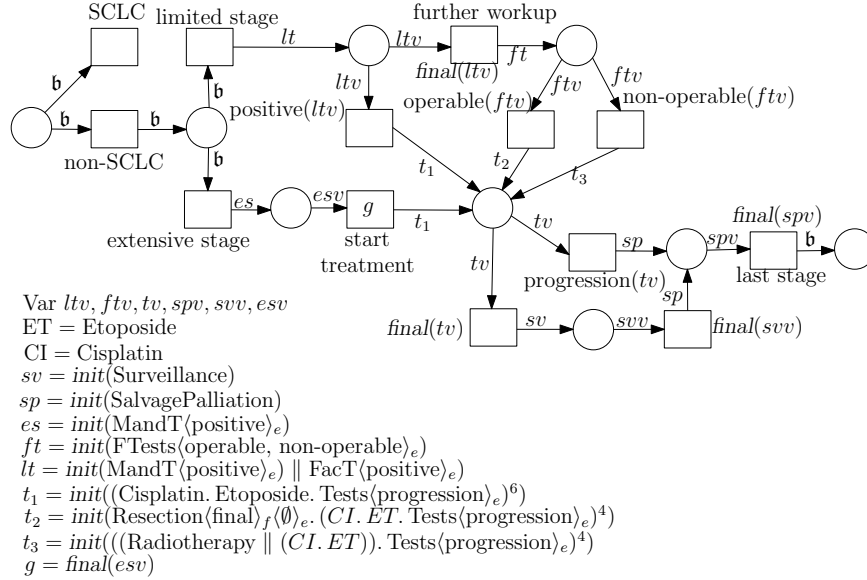 SCLC
limited stage
further workup
lt
ltv
ft
final(ltv)
𝔟
ltv
ftv
ftv
positive(ltv)
operable(ftv)
non-operable(ftv)
𝔟
𝔟
𝔟
non-SCLC
t₁
t₂
t₃
𝔟
es
esv
g
t₁
extensive stage
start
treatment
tv
tv
sp
progression(tv)
spv
final(spv)
𝔟
last stage
sp
final(tv)
sv
svv
final(svv)
Var ltv, ftv, tv, spv, svv, esv
ET = Etoposide
CI = Cisplatin
sv = init(Surveillance)
sp = init(SalvagePalliation)
es = init(MandT⟨positive⟩ₑ)
ft = init(FTests⟨operable, non-operable⟩ₑ)
lt = init(MandT⟨positive⟩ₑ) ∥ FacT⟨positive⟩ₑ)
t₁ = init((Cisplatin. Etoposide. Tests⟨progression⟩ₑ)⁶)
t₂ = init(Resection⟨final⟩_f⟨∅⟩ₑ. (CI. ET. Tests⟨progression⟩ₑ)⁴)
t₃ = init(((Radiotherapy ∥ (CI. ET)). Tests⟨progression⟩ₑ)⁴)
g = final(esv)